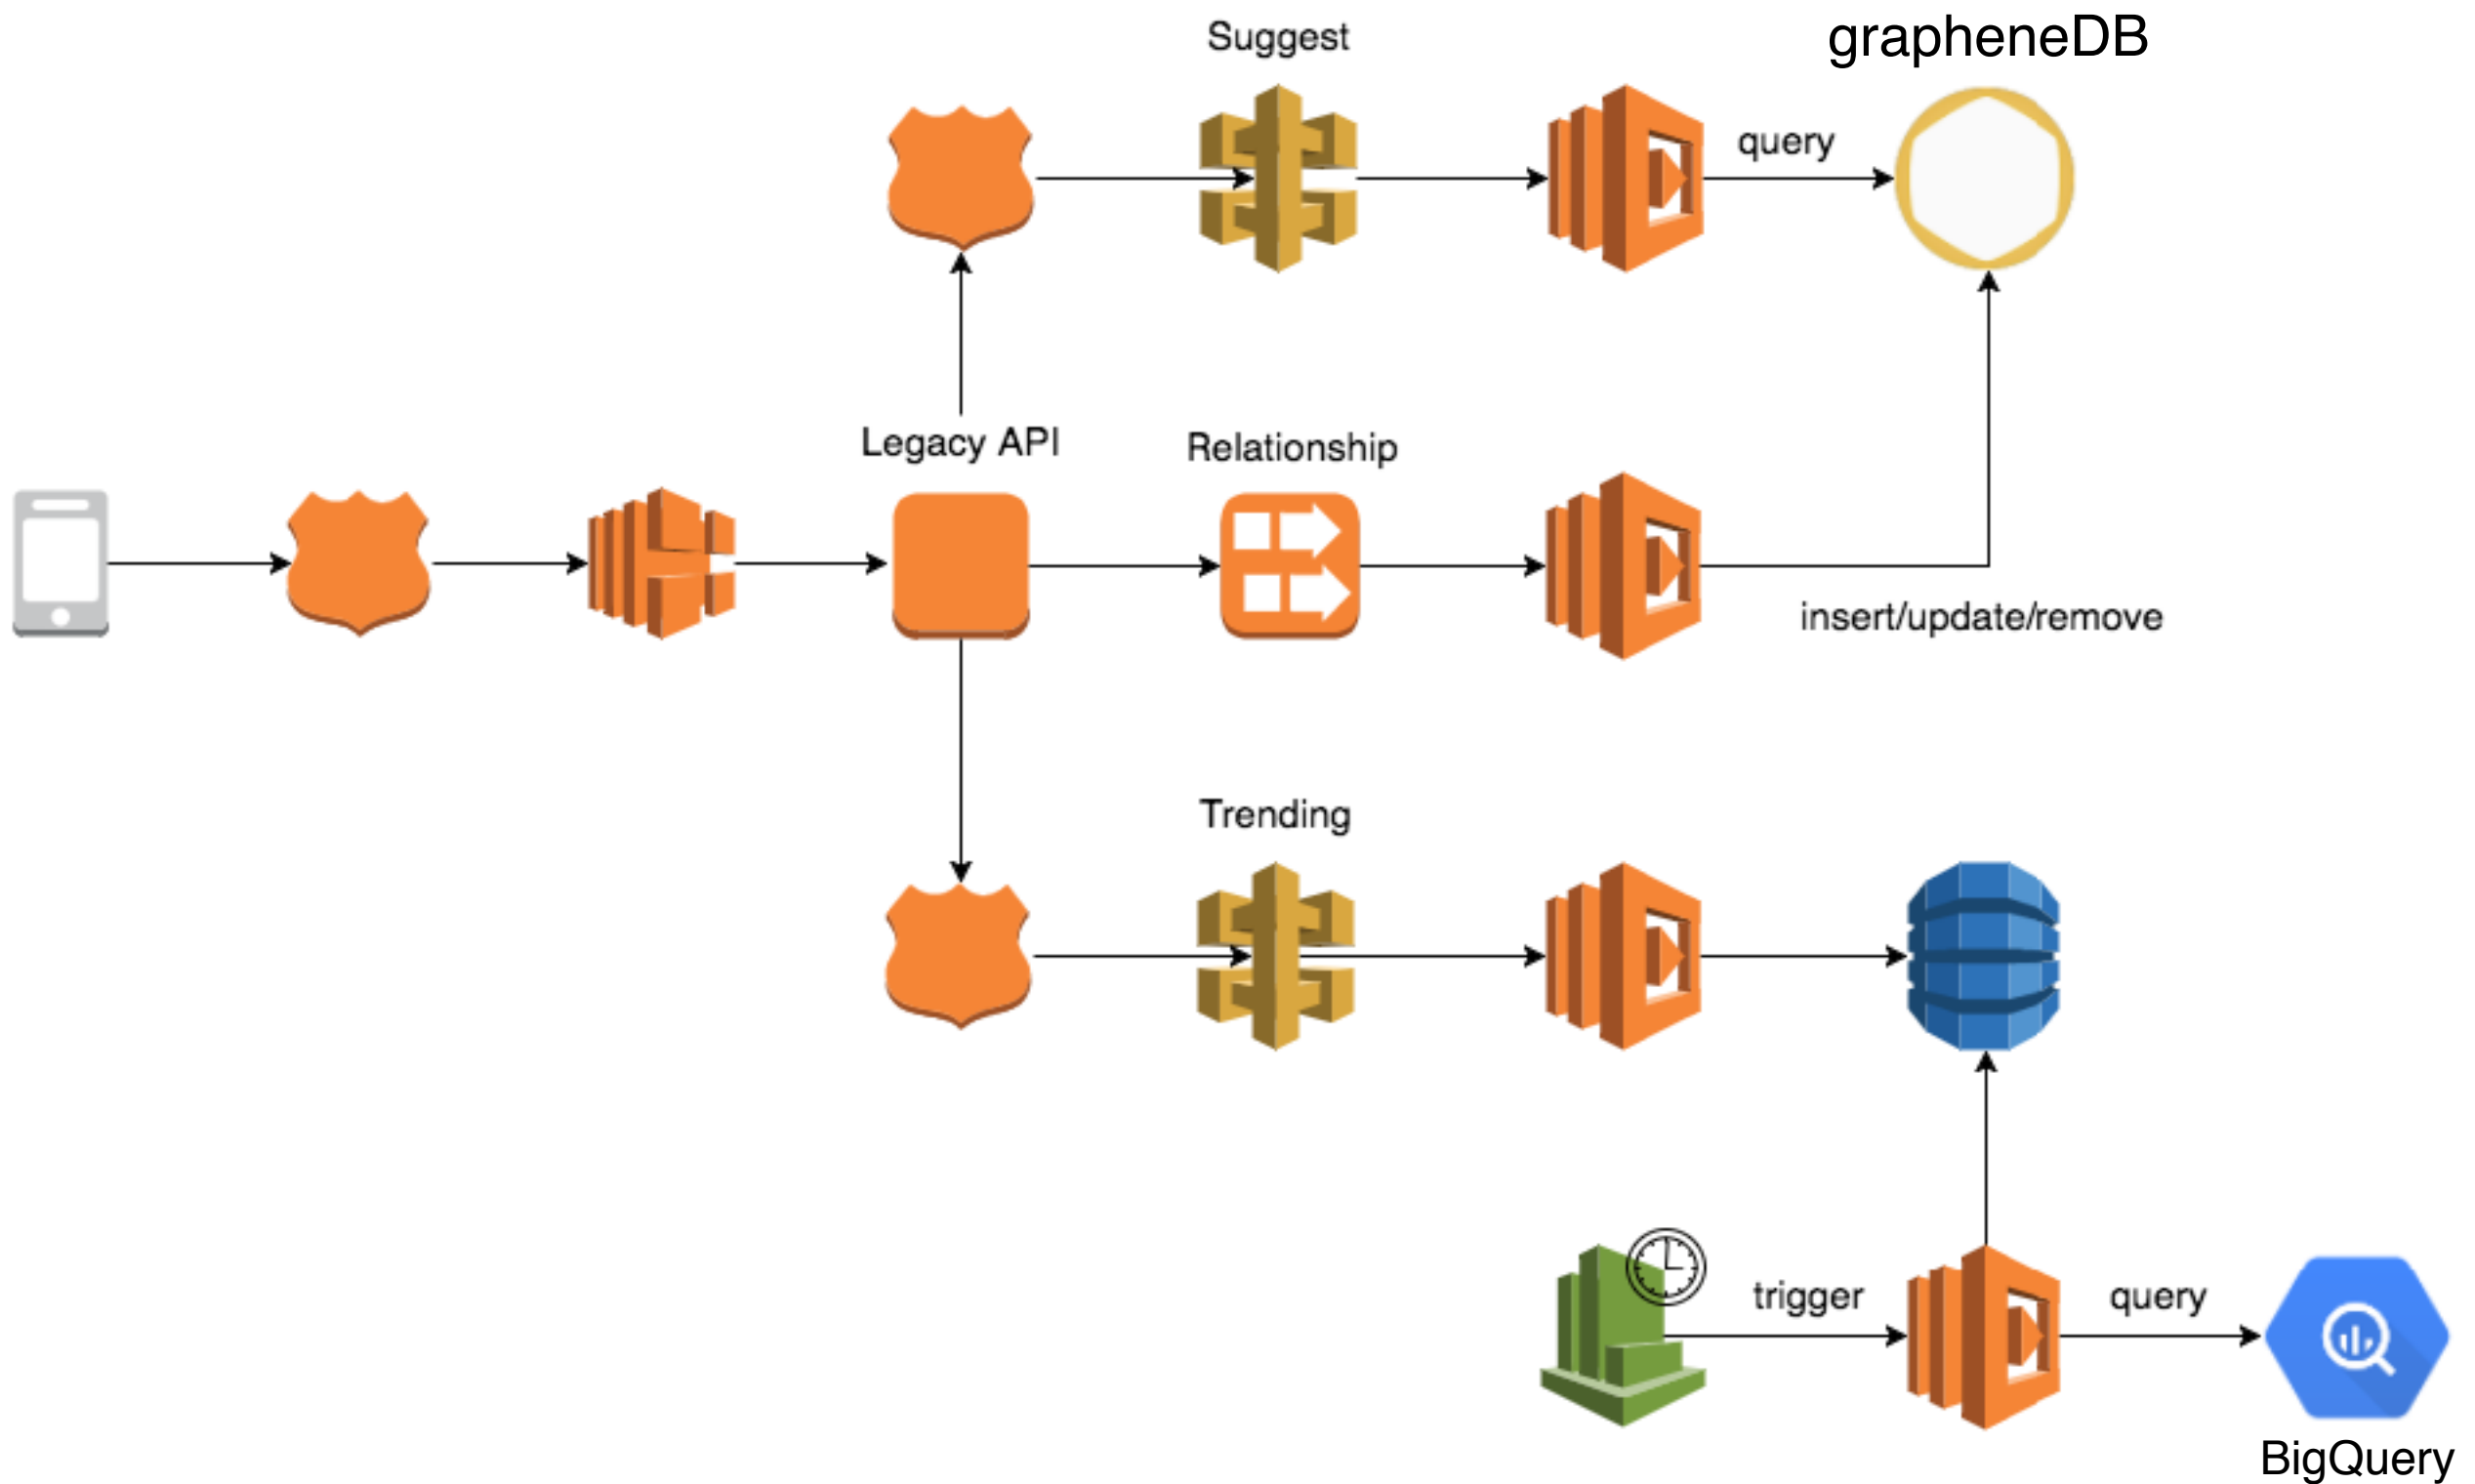 Suggest
grapheneDB
query
Legacy API
Relationship
insert/update/remove
Trending
trigger
query
BigQuery